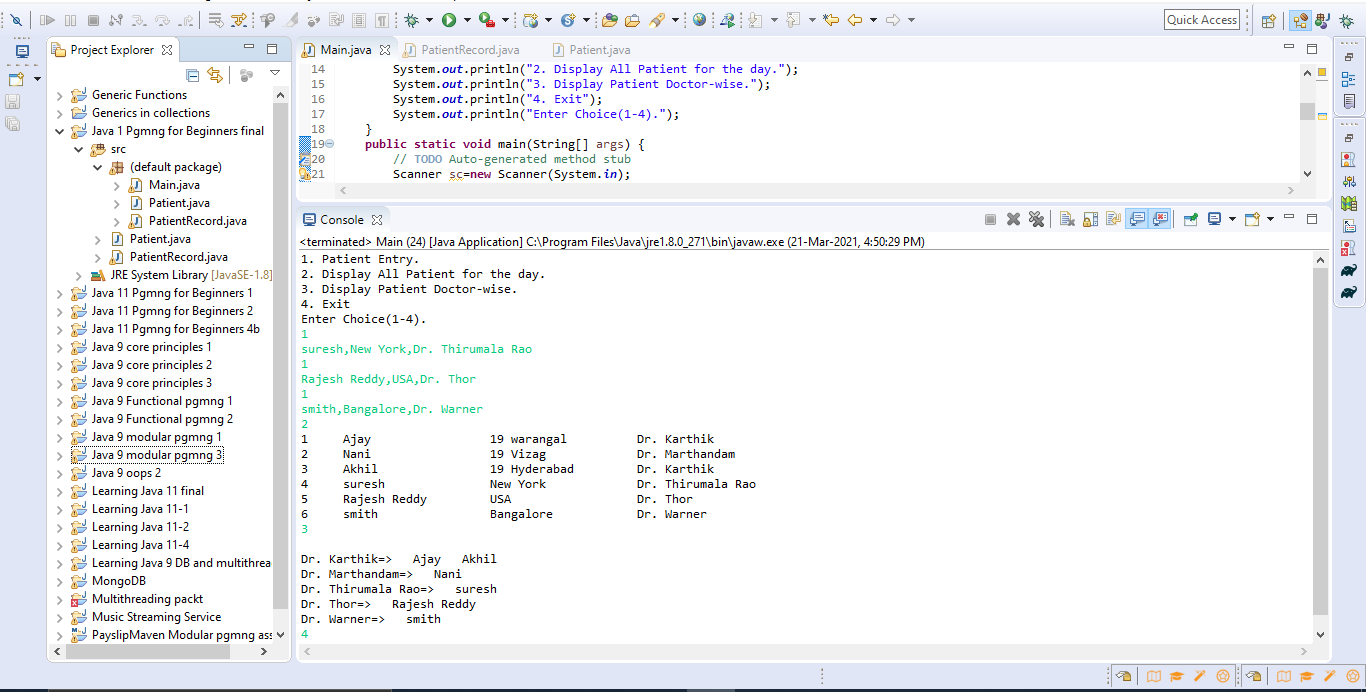 Quick Access
Project Explorer
Generic Functions
Generics in collections
Java 1 Pgmng for Beginners final
src
(default package)
Main.java
Patient.java
PatientRecord.java
Patient.java
PatientRecord.java
JRE System Library [JavaSE-1.8]
Java 11 Pgmng for Beginners 1
Java 11 Pgmng for Beginners 2
Java 11 Pgmng for Beginners 4b
Java 9 core principles 1
Java 9 core principles 2
Java 9 core principles 3
Java 9 Functional pgmng 1
Java 9 Functional pgmng 2
Java 9 modular pgmng 1
Java 9 modular pgmng 3
Java 9 oops 2
Learning Java 11 final
Learning Java 11-1
Learning Java 11-2
Learning Java 11-4
Learning Java 9 DB and multithrea
MongoDB
Multithreading packt
Music Streaming Service
PayslipMaven Modular pgmng ass
Main.java PatientRecord.java Patient.java
14 System.out.println("2. Display All Patient for the day.");
15 System.out.println("3. Display Patient Doctor-wise.");
16 System.out.println("4. Exit");
17 System.out.println("Enter Choice(1-4).");
18 }
19 public static void main(String[] args) {
20 // TODO Auto-generated method stub
21 Scanner sc=new Scanner(System.in);
Console
<terminated> Main (24) [Java Application] C:\Program Files\Java\jre1.8.0_271\bin\javaw.exe (21-Mar-2021, 4:50:29 PM)
1. Patient Entry.
2. Display All Patient for the day.
3. Display Patient Doctor-wise.
4. Exit
Enter Choice(1-4).
1
suresh,New York,Dr. Thirumala Rao
1
Rajesh Reddy,USA,Dr. Thor
1
smith,Bangalore,Dr. Warner
2
1 Ajay 19 warangal Dr. Karthik
2 Nani 19 Vizag Dr. Marthandam
3 Akhil 19 Hyderabad Dr. Karthik
4 suresh New York Dr. Thirumala Rao
5 Rajesh Reddy USA Dr. Thor
6 smith Bangalore Dr. Warner
3
Dr. Karthik=> Ajay Akhil
Dr. Marthandam=> Nani
Dr. Thirumala Rao=> suresh
Dr. Thor=> Rajesh Reddy
Dr. Warner=> smith
4